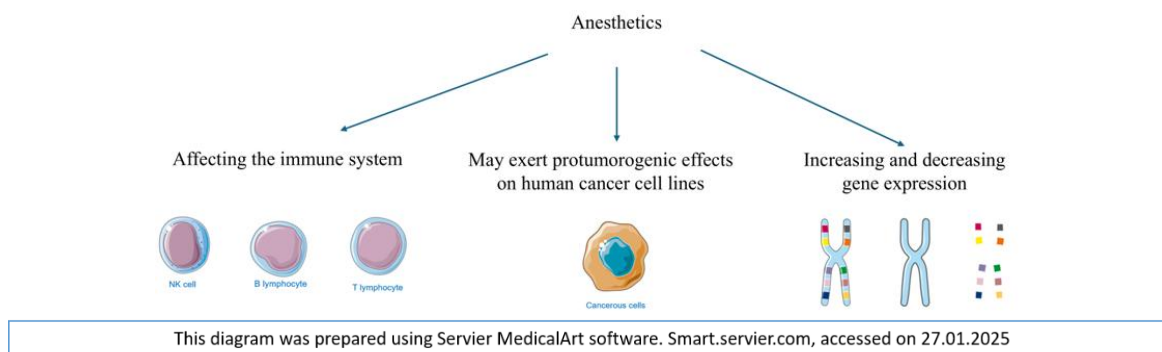 Anesthetics
Affecting the immune system
May exert protumorogenic effects
on human cancer cell lines
Increasing and decreasing
gene expression
NK cell
B lymphocyte
T lymphocyte
Cancerous cells
This diagram was prepared using Servier MedicalArt software. Smart.servier.com, accessed on 27.01.2025